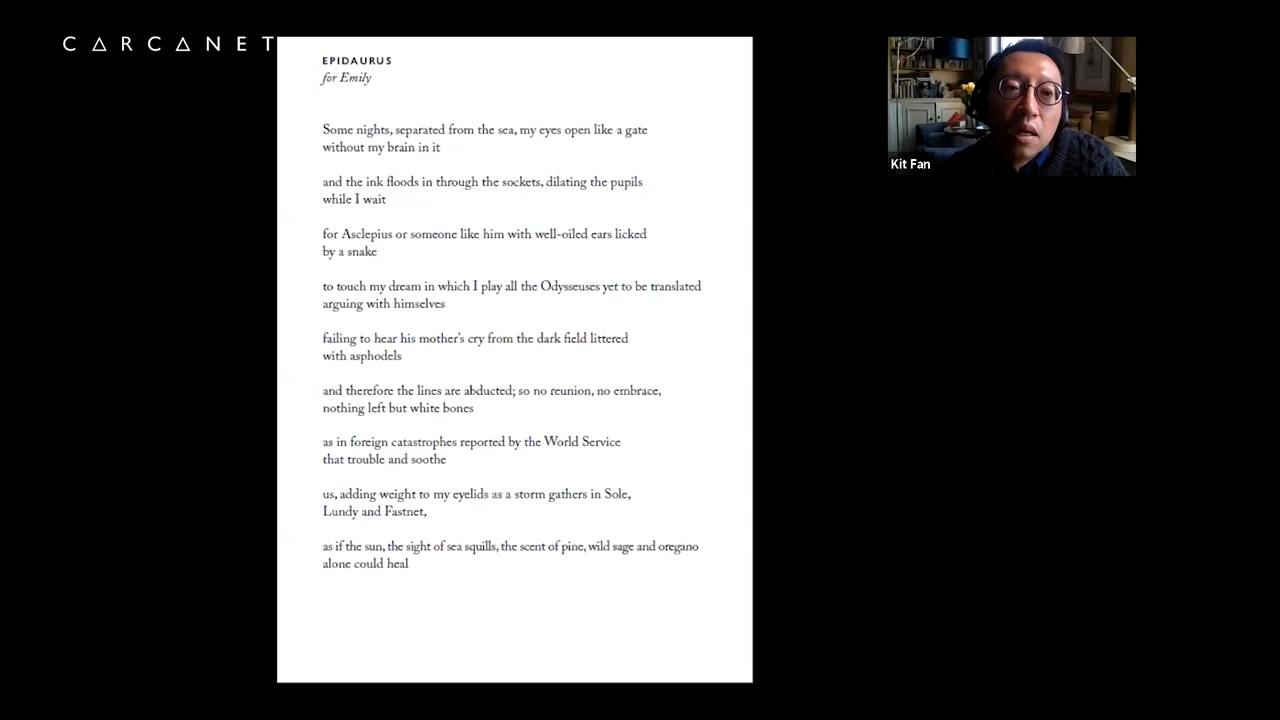 CARCANET
EPIDAURUS
for Emily
Some nights, separated from the sea, my eyes open like a gate
without my brain in it
and the ink floods in through the sockets, dilating the pupils
while I wait
for Asclepius or someone like him with well-oiled ears licked
by a snake
to touch my dream in which I play all the Odysseuses yet to be translated
arguing with himselves
failing to hear his mother's cry from the dark field littered
with asphodels
and therefore the lines are abducted; so no reunion, no embrace,
nothing left but white bones
as in foreign catastrophes reported by the World Service
that trouble and soothe
us, adding weight to my eyelids as a storm gathers in Sole,
Lundy and Fastnet,
as if the sun, the sight of sea squills, the scent of pine, wild sage and oregano
alone could heal
Kit Fan